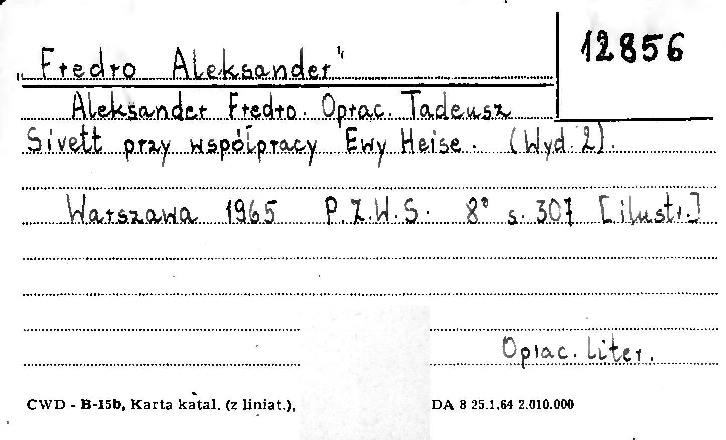 12856
„Fredro Aleksander"
Aleksander Fredro. Oprac. Tadeusz
Sivert przy współpracy Ewy Heise. (Wyd. 2).
Warszawa 1965 P.Z.W.S. 8° s. 307 [ilustr.]
Oprac. liter.
CWD - B-15b, Karta katal. (z liniat.), DA 8 25.1.64 2.010.000